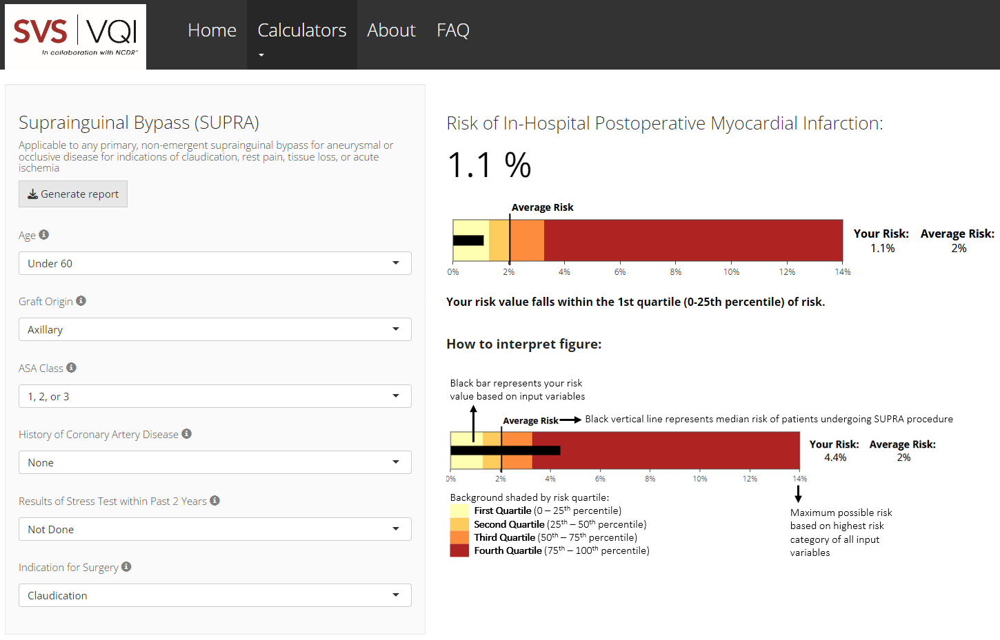 SVS VQI
In collaboration with NCDR®
Home
Calculators
About
FAQ
Suprainguinal Bypass (SUPRA)
Applicable to any primary, non-emergent suprainguinal bypass for aneurysmal or
occlusive disease for indications of claudication, rest pain, tissue loss, or acute
ischemia
Generate report
Age
Under 60
Graft Origin
Axillary
ASA Class
1, 2, or 3
History of Coronary Artery Disease
None
Results of Stress Test within Past 2 Years
Not Done
Indication for Surgery
Claudication
Risk of In-Hospital Postoperative Myocardial Infarction:
1.1 %
Average Risk
Your Risk: Average Risk:
1.1% 2%
0% 2% 4% 6% 8% 10% 12% 14%
Your risk value falls within the 1st quartile (0-25th percentile) of risk.
How to interpret figure:
Black bar represents your risk
value based on input variables
Average Risk Black vertical line represents median risk of patients undergoing SUPRA procedure
Your Risk: Average Risk:
4.4% 2%
0% 2% 4% 6% 8% 10% 12% 14%
Background shaded by risk quartile:
First Quartile (0 – 25th percentile)
Second Quartile (25th – 50th percentile)
Third Quartile (50th – 75th percentile)
Fourth Quartile (75th – 100th percentile)
Maximum possible risk
based on highest risk
category of all input
variables